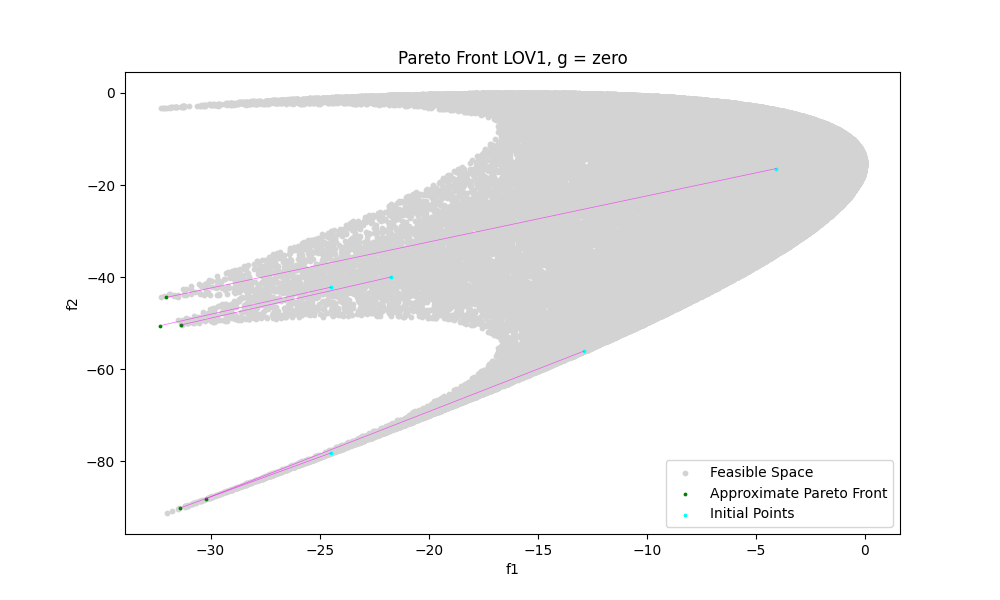 Pareto Front LOV1, g = zero
0
−20
−40
−60
−80
f2
−30
−25
−20
−15
−10
−5
0
f1
Feasible Space
Approximate Pareto Front
Initial Points